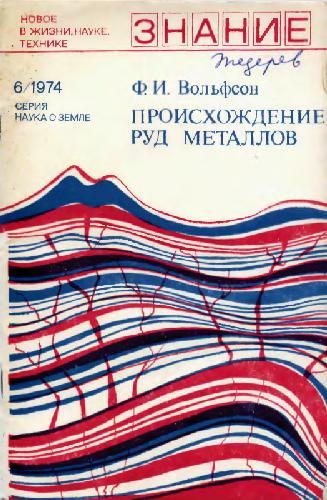 НОВОЕ
В ЖИЗНИ, НАУКЕ,
ТЕХНИКЕ
ЗНАНИЕ
6/1974
СЕРИЯ
НАУКА О ЗЕМЛЕ
Ф. И. Вольфсон
ПРОИСХОЖДЕНИЕ
РУД МЕТАЛЛОВ